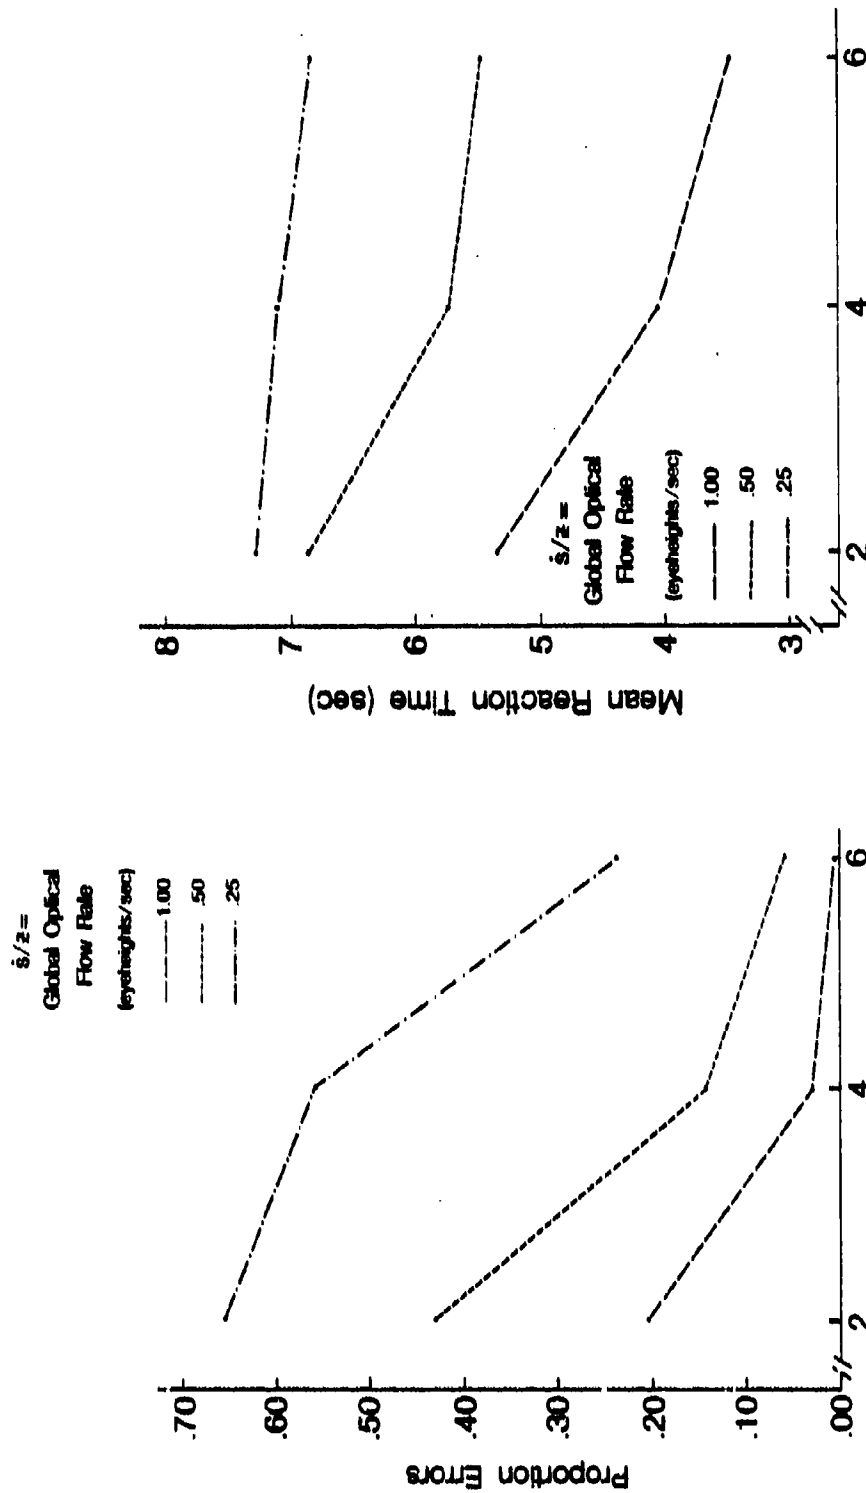 ṡ/z =
Global Optical
Flow Rate
(eyeheights/sec)
1.00
.50
.25
Proportion Errors
.70
.60
.50
.40
.30
.20
.10
.00
2
4
6
Mean Reaction Time (sec)
8
7
6
5
4
3
ṡ/z =
Global Optical
Flow Rate
(eyeheights/sec)
1.00
.50
.25
2
4
6